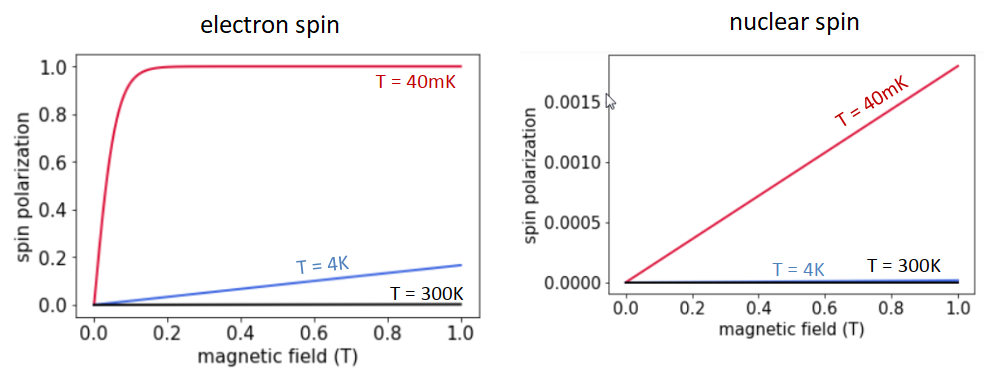 electron spin
spin polarization
1.0
0.8
0.6
0.4
0.2
0.0
T = 40mK
T = 4K
T = 300K
0.0 0.2 0.4 0.6 0.8 1.0
magnetic field (T)
nuclear spin
spin polarization
0.0015
0.0010
0.0005
0.0000
T = 40mK
T = 4K
T = 300K
0.0 0.2 0.4 0.6 0.8 1.0
magnetic field (T)